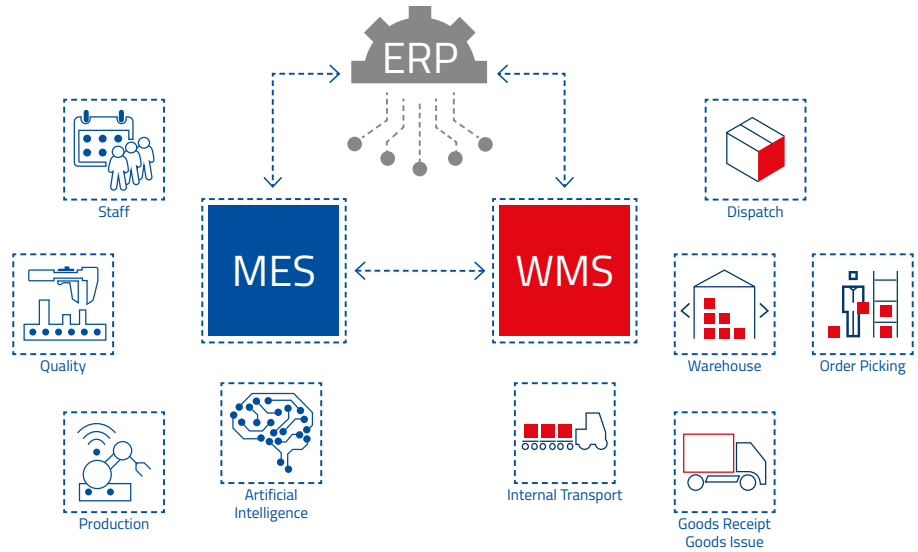 ERP
Staff
Dispatch
MES
WMS
Quality
Warehouse
Order Picking
Artificial
Intelligence
Internal Transport
Production
Goods Receipt
Goods Issue